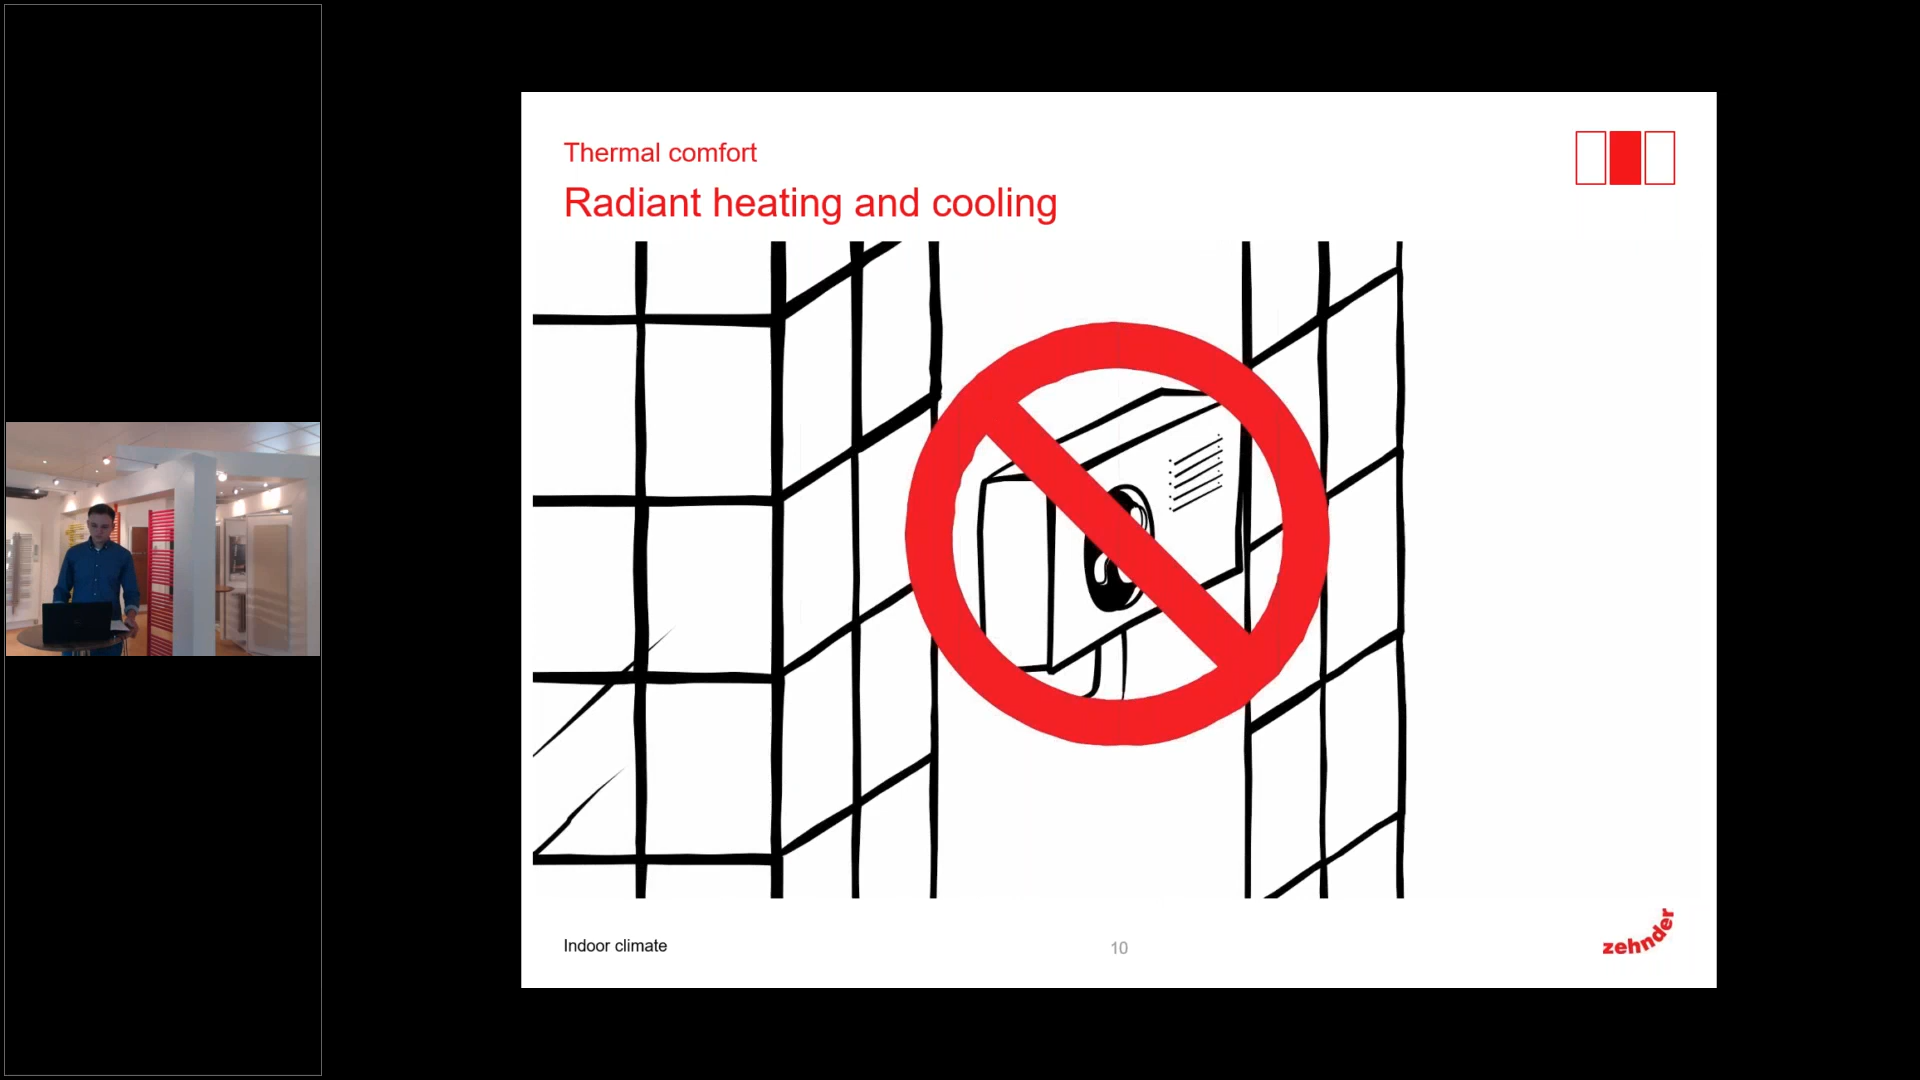 Thermal comfort
Radiant heating and cooling
Indoor climate
10
zehnder